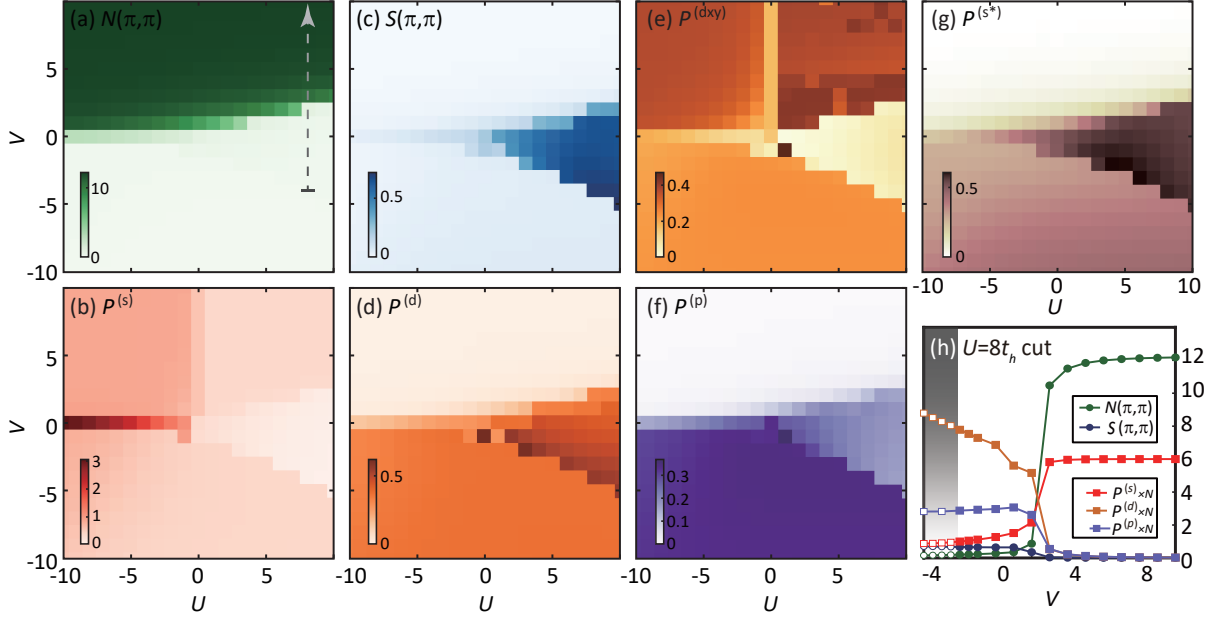 (a) N(π,π)
(c) S(π,π)
(e) P^(dxy)
(g) P^(s*)
V
5
0
-5
-10
10
0
0.5
0
0.4
0.2
0
0.5
0
-10 -5 0 5 10
U
(b) P^(s)
(d) P^(d)
(f) P^(p)
(h) U=8t_h cut
V
5
0
-5
-10
3
2
1
0
0.5
0
0.3
0.2
0.1
0
-10 -5 0 5
U
-10 -5 0 5
U
-10 -5 0 5
U
12
10
8
6
4
2
0
N(π,π)
S(π,π)
P^(s)×N
P^(d)×N
P^(p)×N
-4 0 4 8
V